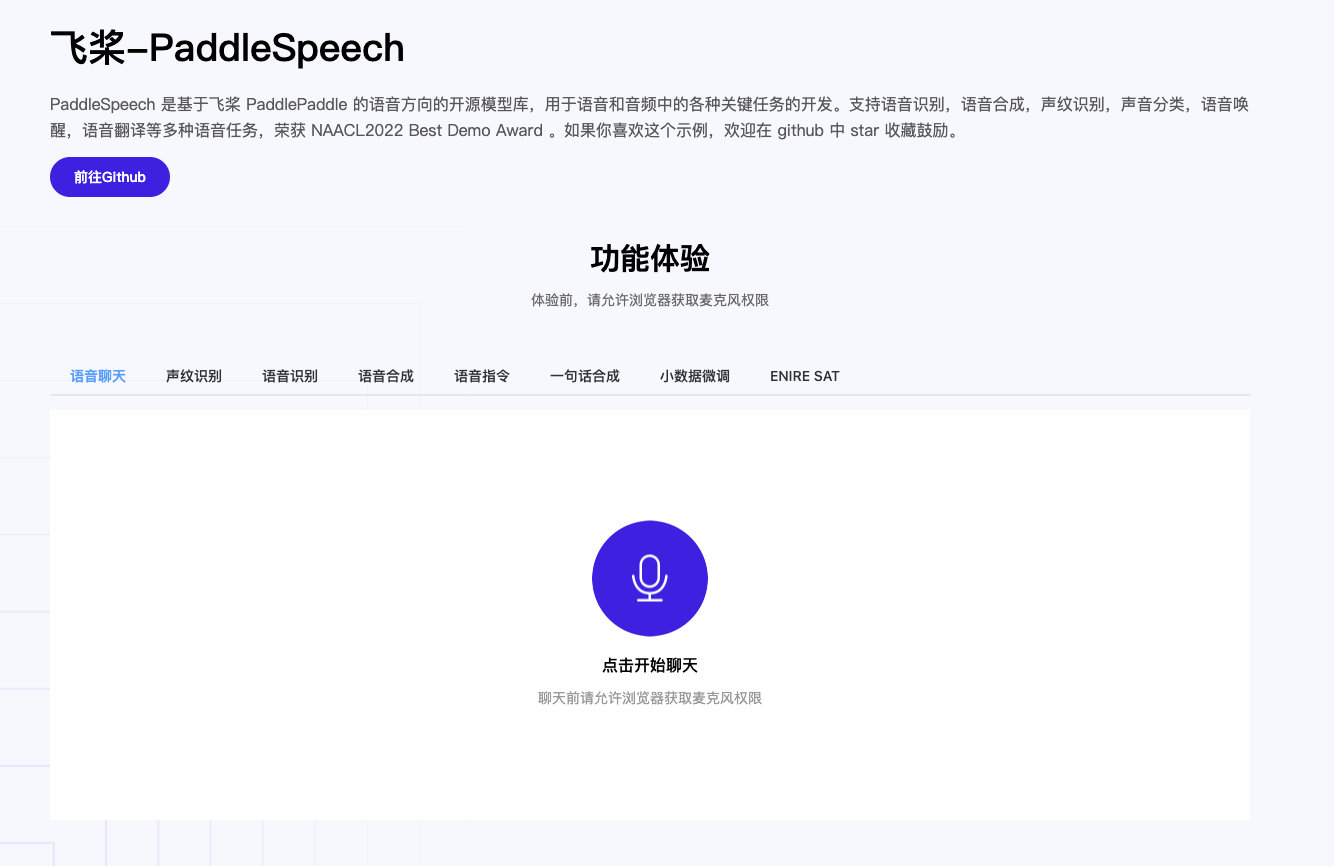 飞桨-PaddleSpeech
PaddleSpeech 是基于飞桨 PaddlePaddle 的语音方向的开源模型库，用于语音和音频中的各种关键任务的开发。支持语音识别，语音合成，声纹识别，声音分类，语音唤
醒，语音翻译等多种语音任务，荣获 NAACL2022 Best Demo Award 。如果你喜欢这个示例，欢迎在 github 中 star 收藏鼓励。
前往Github
功能体验
体验前，请允许浏览器获取麦克风权限
语音聊天 声纹识别 语音识别 语音合成 语音指令 一句话合成 小数据微调 ENIRE SAT
点击开始聊天
聊天前请允许浏览器获取麦克风权限